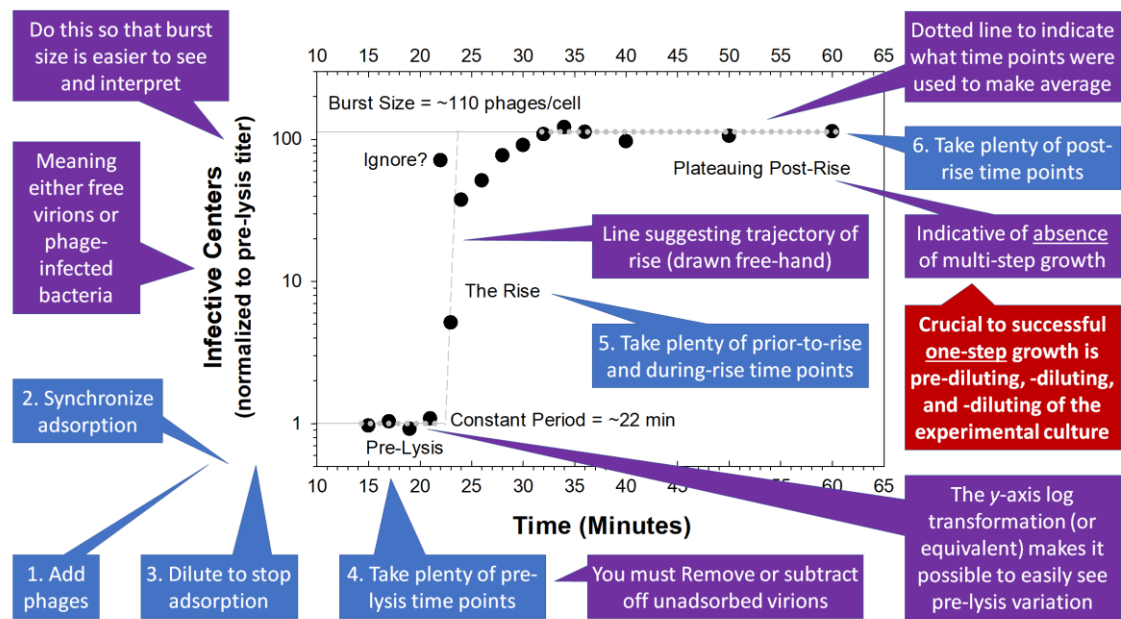 Do this so that burst
size is easier to see
and interpret
10 15 20 25 30 35 40 45 50 55 60 65
Dotted line to indicate
what time points were
used to make average
Burst Size = ~110 phages/cell
100
Ignore?
Plateauing Post-Rise
6. Take plenty of post-
rise time points
Meaning
either free
virions or
phage-
infected
bacteria
Infective Centers
(normalized to pre-lysis titer)
Line suggesting trajectory of
rise (drawn free-hand)
Indicative of absence
of multi-step growth
10
The Rise
5. Take plenty of prior-to-rise
and during-rise time points
Crucial to successful
one-step growth is
pre-diluting, -diluting,
and -diluting of the
experimental culture
2. Synchronize
adsorption
1
Constant Period = ~22 min
Pre-Lysis
10 15 20 25 30 35 40 45 50 55 60 65
Time (Minutes)
The y-axis log
transformation (or
equivalent) makes it
possible to easily see
pre-lysis variation
1. Add
phages
3. Dilute to stop
adsorption
4. Take plenty of pre-
lysis time points
You must Remove or subtract
off unadsorbed virions